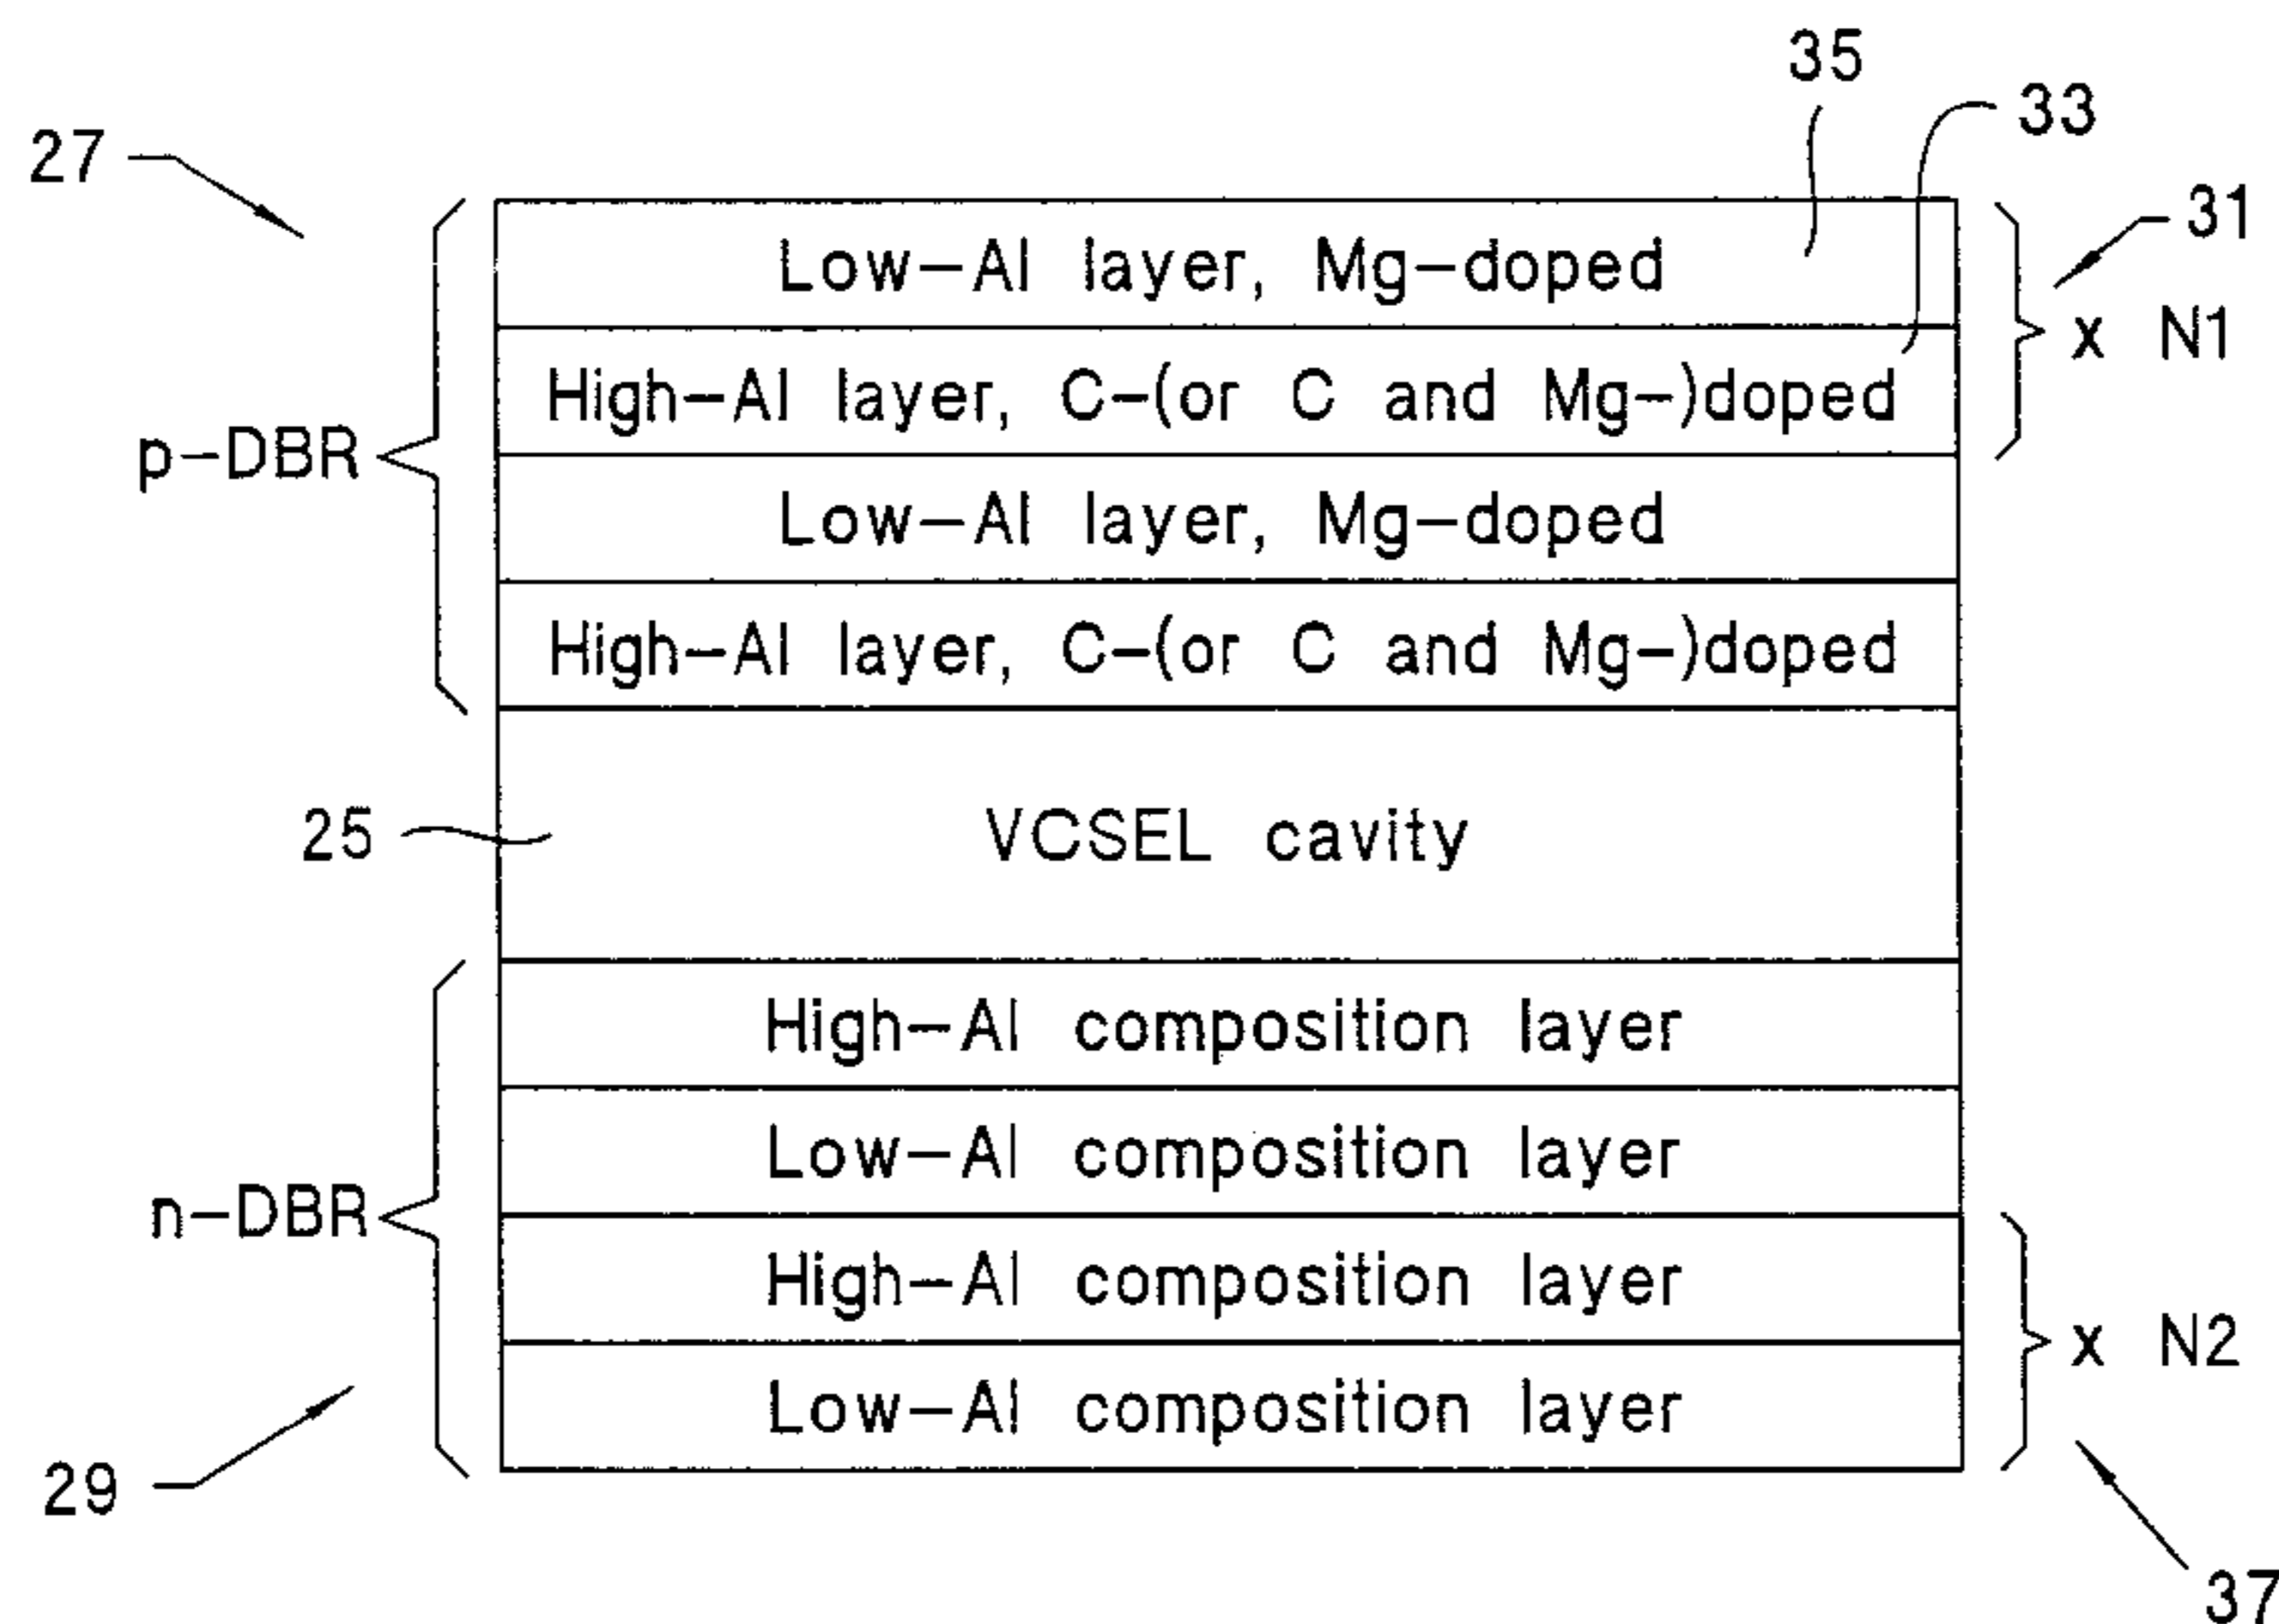 35
33
27
31
Low-Al layer, Mg-doped
x N1
High-Al layer, C-(or C and Mg-)doped
p-DBR
Low-Al layer, Mg-doped
High-Al layer, C-(or C and Mg-)doped
25
VCSEL cavity
High-Al composition layer
Low-Al composition layer
n-DBR
High-Al composition layer
x N2
Low-Al composition layer
29
37